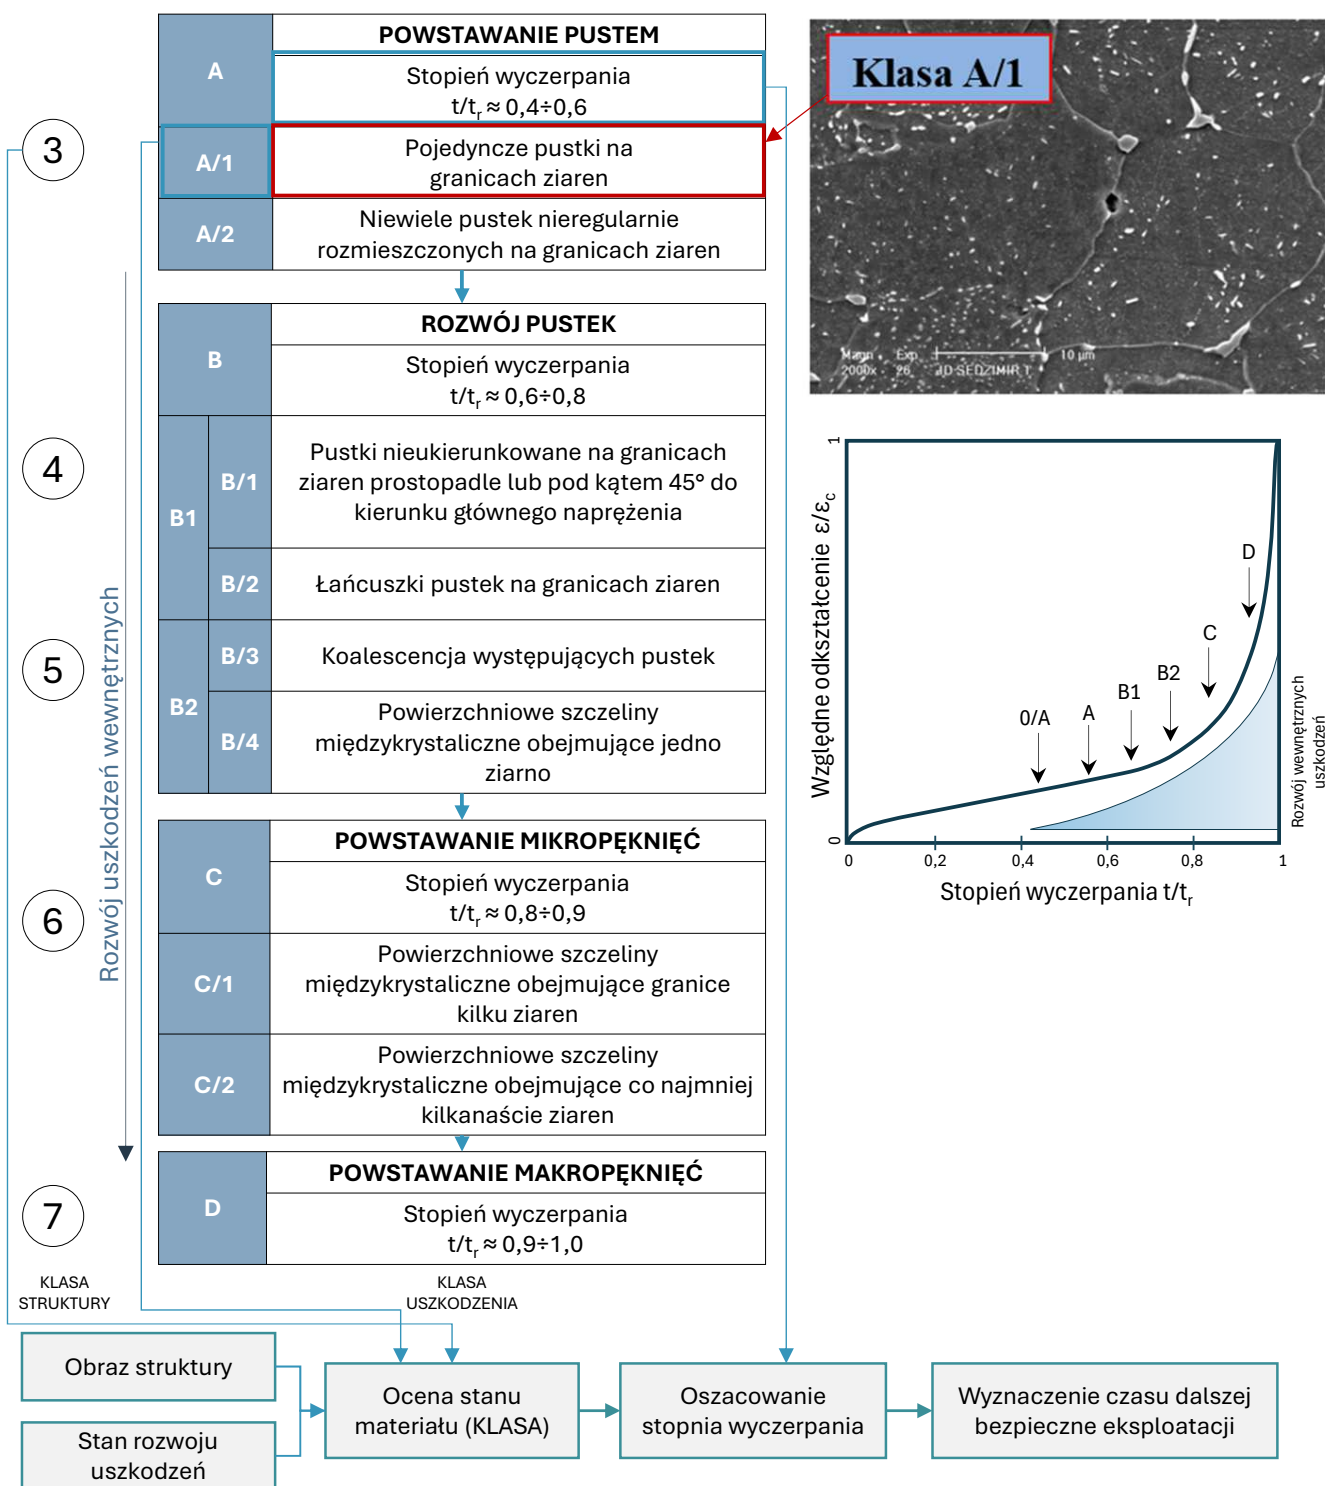 A
POWSTAWANIE PUSTEM
Stopień wyczerpania
t/tr ≈ 0,4÷0,6
3
A/1
Pojedyncze pustki na
granicach ziaren
A/2
Niewiele pustek nieregularnie
rozmieszczonych na granicach ziaren
B
ROZWÓJ PUSTEK
Stopień wyczerpania
t/tr ≈ 0,6÷0,8
4
B1
B/1
Pustki nieukierunkowane na granicach
ziaren prostopadle lub pod kątem 45° do
kierunku głównego naprężenia
B/2
Łańcuszki pustek na granicach ziaren
5
B2
B/3
Koalescencja występujących pustek
B/4
Powierzchniowe szczeliny
międzykrystaliczne obejmujące jedno
ziarno
Rozwój uszkodzeń wewnętrznych
6
C
POWSTAWANIE MIKROPĘKNIĘĆ
Stopień wyczerpania
t/tr ≈ 0,8÷0,9
C/1
Powierzchniowe szczeliny
międzykrystaliczne obejmujące granice
kilku ziaren
C/2
Powierzchniowe szczeliny
międzykrystaliczne obejmujące co najmniej
kilkanaście ziaren
7
D
POWSTAWANIE MAKROPĘKNIĘĆ
Stopień wyczerpania
t/tr ≈ 0,9÷1,0
KLASA
STRUKTURY
KLASA
USZKODZENIA
Klasa A/1
Magn Exp 10 µm
2000x 26 JD SEDZIMIR T
Względne odkształcenie ε/εc
1
0
0/A
A
B1
B2
C
D
0 0,2 0,4 0,6 0,8 1
Stopień wyczerpania t/tr
Rozwój wewnętrznych
uszkodzeń
Obraz struktury
Stan rozwoju
uszkodzeń
Ocena stanu
materiału (KLASA)
Oszacowanie
stopnia wyczerpania
Wyznaczenie czasu dalszej
bezpieczne eksploatacji